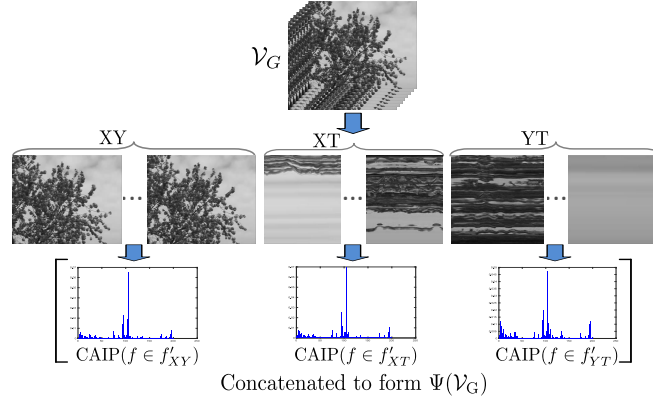 𝒱_G
XY XT YT
... ... ...
CAIP(f ∈ f′_XY) CAIP(f ∈ f′_XT) CAIP(f ∈ f′_YT)
Concatenated to form Ψ(𝒱_G)